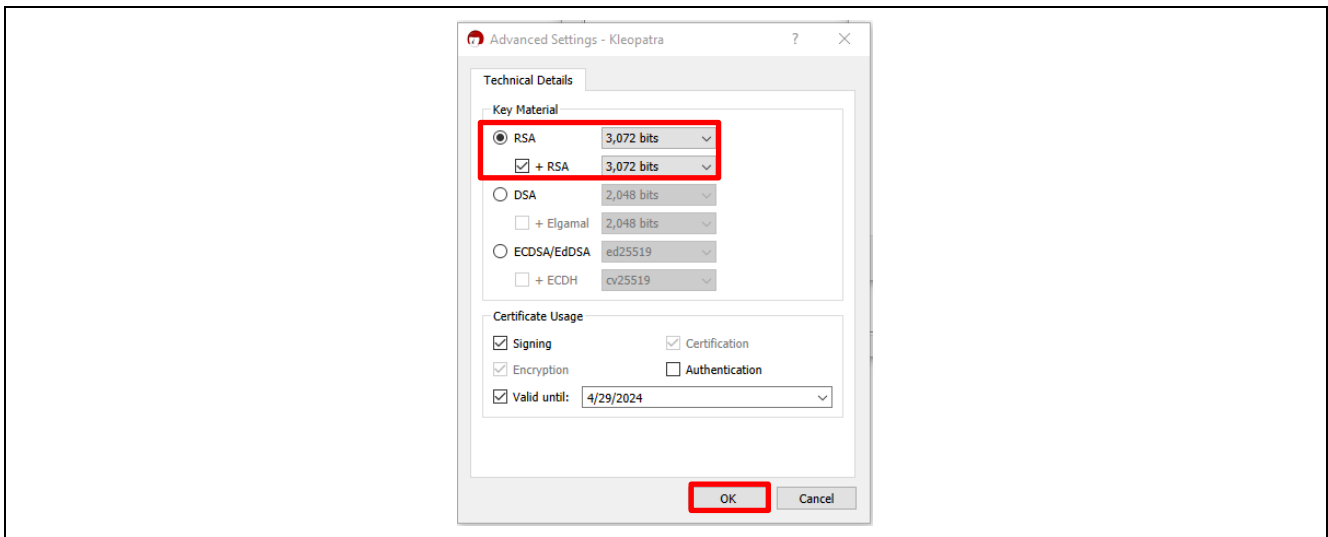 Advanced Settings - Kleopatra ? ×
Technical Details
Key Material
RSA 3,072 bits
+ RSA 3,072 bits
DSA 2,048 bits
+ Elgamal 2,048 bits
ECDSA/EdDSA ed25519
+ ECDH cv25519
Certificate Usage
Signing Certification
Encryption Authentication
Valid until: 4/29/2024
OK Cancel